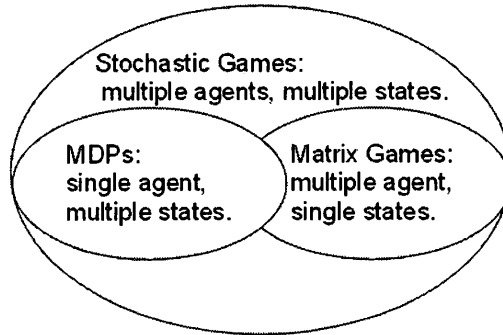 Stochastic Games:
multiple agents, multiple states.
MDPs:
single agent,
multiple states.
Matrix Games:
multiple agent,
single states.